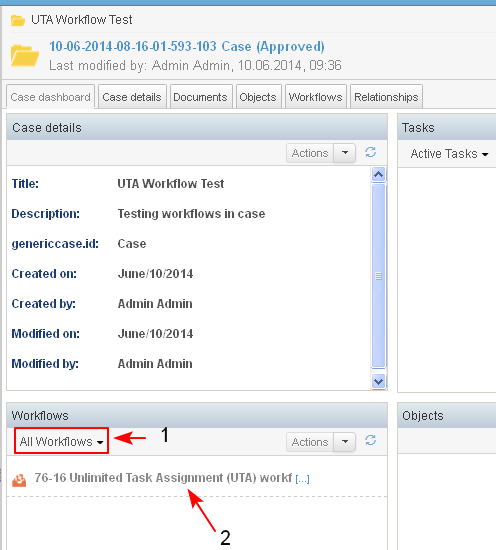 UTA Workflow Test
10-06-2014-08-16-01-593-103 Case (Approved)
Last modified by: Admin Admin, 10.06.2014, 09:36
Case dashboard Case details Documents Objects Workflows Relationships
Case details
Tasks
Actions
Active Tasks
Title: UTA Workflow Test
Description: Testing workflows in case
genericcase.id: Case
Created on: June/10/2014
Created by: Admin Admin
Modified on: June/10/2014
Modified by: Admin Admin
Workflows
Objects
All Workflows
1
Actions
76-16 Unlimited Task Assignment (UTA) workf [...]
2